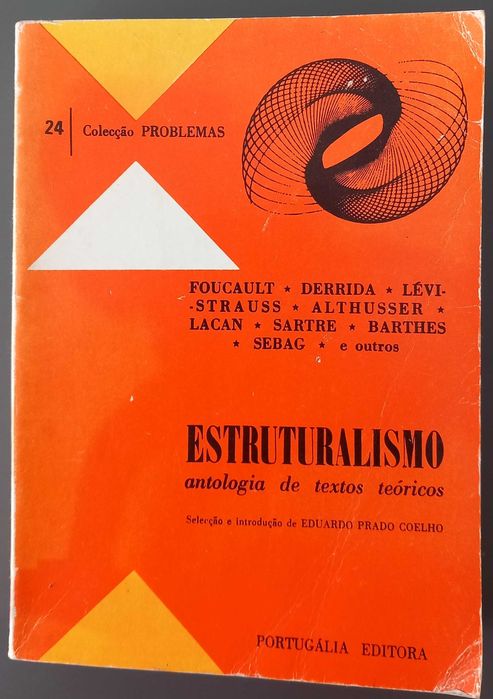 24 Colecção PROBLEMAS
FOUCAULT ★ DERRIDA ★ LÉVI-
-STRAUSS ★ ALTHUSSER ★
LACAN ★ SARTRE ★ BARTHES
★ SEBAG ★ e outros
ESTRUTURALISMO
antologia de textos teóricos
Selecção e introdução de EDUARDO PRADO COELHO
PORTUGÁLIA EDITORA